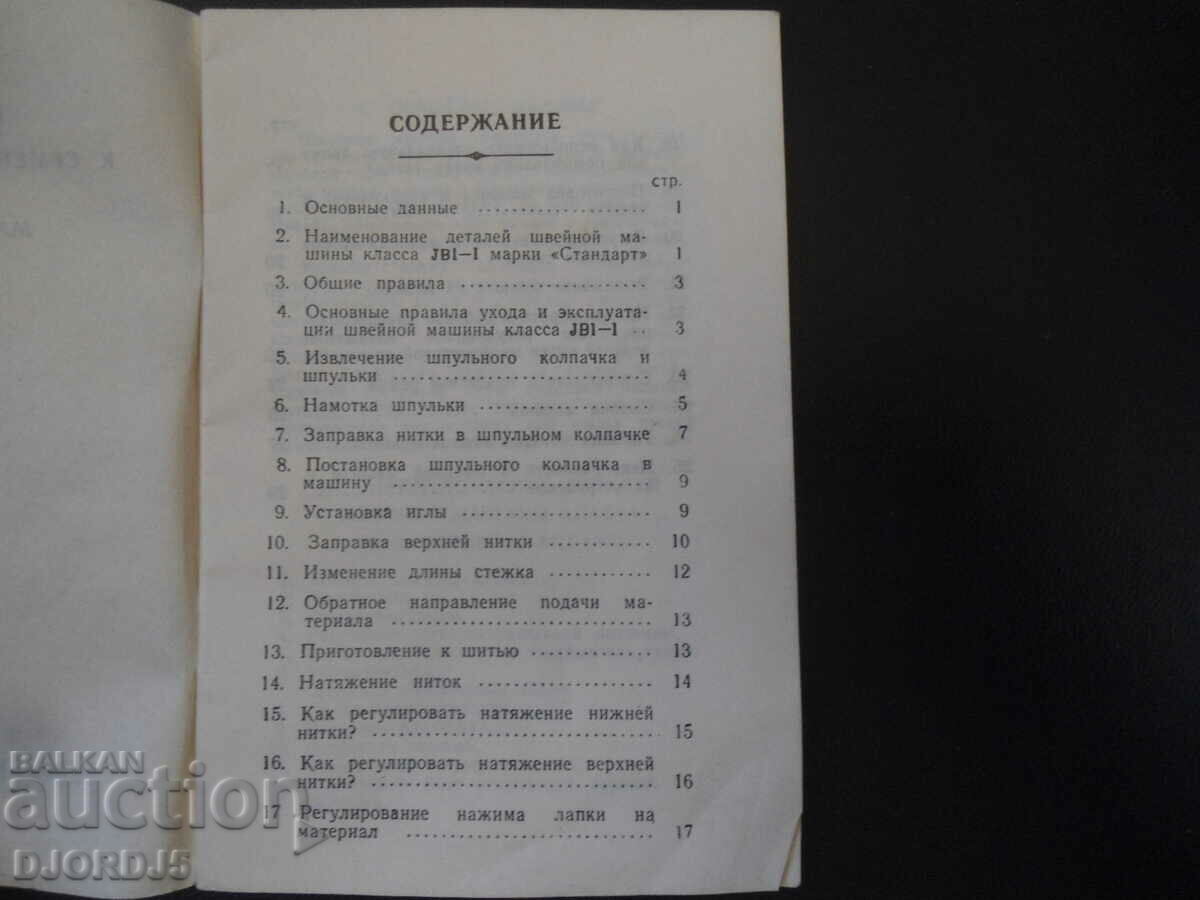 СОДЕРЖАНИЕ
стр.
1. Основные данные .................. 1
2. Наименование деталей швейной ма-
шины класса JB1—1 марки «Стандарт» 1
3. Общие правила .................... 3
4. Основные правила ухода и эксплуата-
ции швейной машины класса JB1—1 .. 3
5. Извлечение шпульного колпачка и
шпульки ............................ 4
6. Намотка шпульки .................. 5
7. Заправка нитки в шпульном колпачке 7
8. Постановка шпульного колпачка в
машину ............................ 9
9. Установка иглы .................... 9
10. Заправка верхней нитки ............ 10
11. Изменение длины стежка ............ 12
12. Обратное направление подачи ма-
териала ............................ 13
13. Приготовление к шитью ............. 13
14. Натяжение ниток ................... 14
15. Как регулировать натяжение нижней
нитки? ............................. 15
16. Как регулировать натяжение верхней
нитки? ............................. 16
17 Регулирование нажима лапки на
материал ........................ 17
BALKAN
auction
DJORDJ5